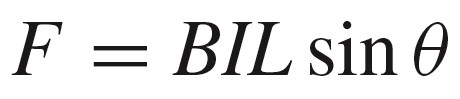 F = BIL sin θ